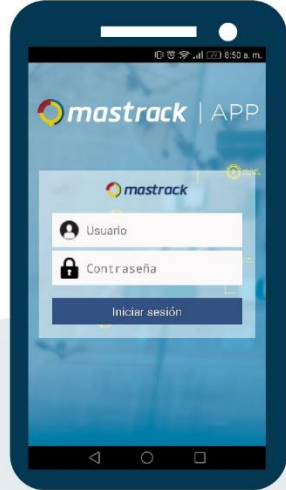 8:50 a. m.
mastrack | APP
mastrack
Usuario
Contraseña
Iniciar sesión